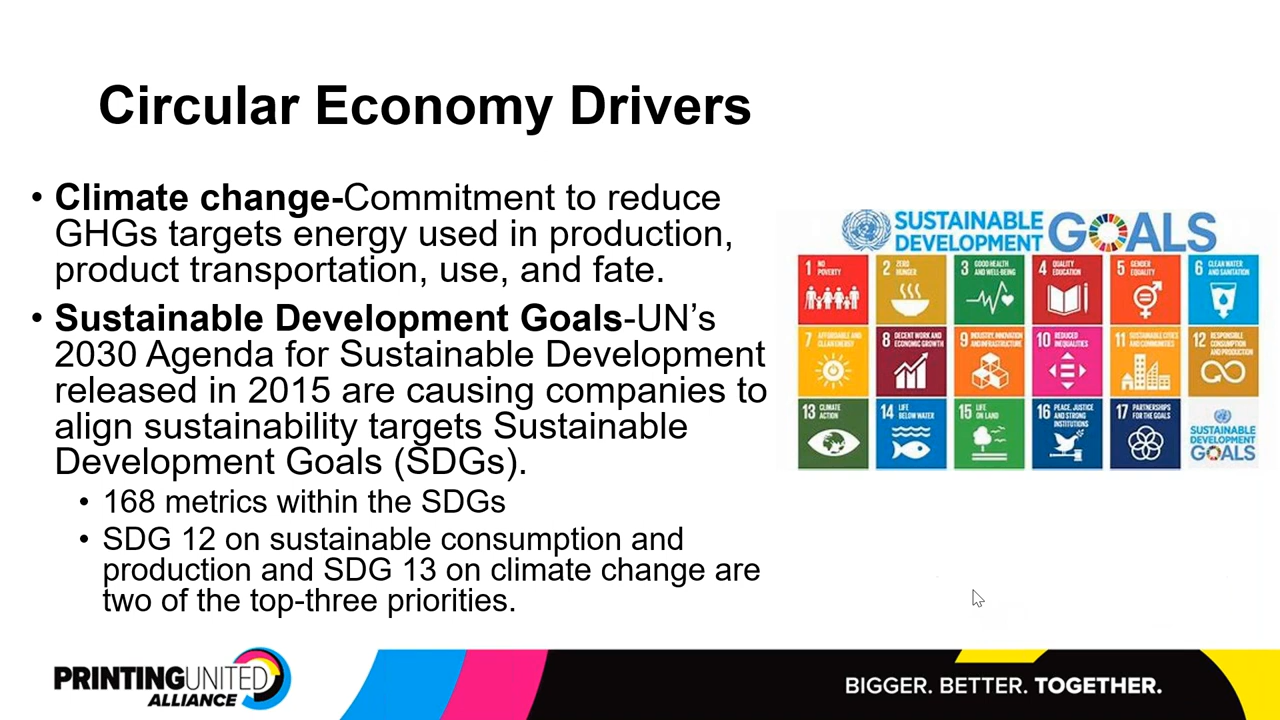 Circular Economy Drivers
• Climate change-Commitment to reduce
GHGs targets energy used in production,
product transportation, use, and fate.
• Sustainable Development Goals-UN’s
2030 Agenda for Sustainable Development
released in 2015 are causing companies to
align sustainability targets Sustainable
Development Goals (SDGs).
• 168 metrics within the SDGs
• SDG 12 on sustainable consumption and
production and SDG 13 on climate change are
two of the top-three priorities.
SUSTAINABLE
DEVELOPMENT
GOALS
1 NO
POVERTY
2 ZERO
HUNGER
3 GOOD HEALTH
AND WELL-BEING
4 QUALITY
EDUCATION
5 GENDER
EQUALITY
6 CLEAN WATER
AND SANITATION
7 AFFORDABLE AND
CLEAN ENERGY
8 DECENT WORK AND
ECONOMIC GROWTH
9 INDUSTRY, INNOVATION
AND INFRASTRUCTURE
10 REDUCED
INEQUALITIES
11 SUSTAINABLE CITIES
AND COMMUNITIES
12 RESPONSIBLE
CONSUMPTION
AND PRODUCTION
13 CLIMATE
ACTION
14 LIFE
BELOW WATER
15 LIFE
ON LAND
16 PEACE, JUSTICE
AND STRONG
INSTITUTIONS
17 PARTNERSHIPS
FOR THE GOALS
SUSTAINABLE
DEVELOPMENT
GOALS
PRINTINGUNITED
ALLIANCE
BIGGER. BETTER. TOGETHER.